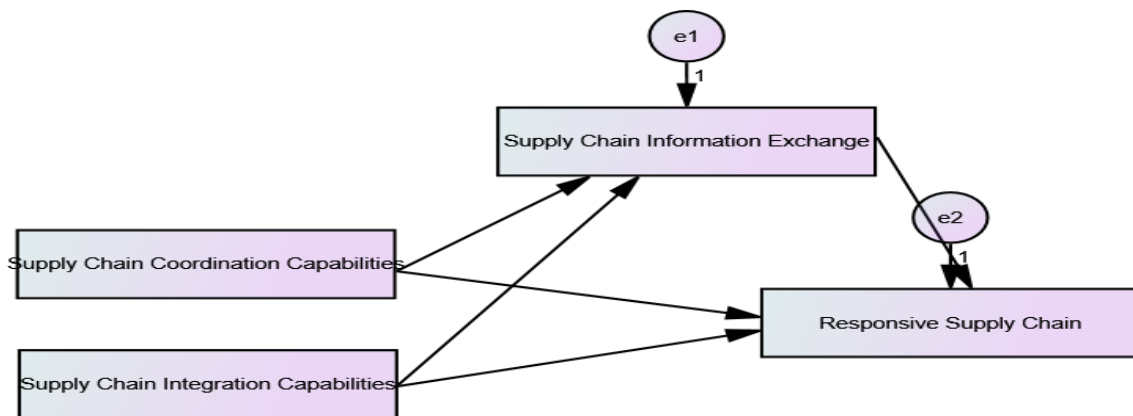 e1
1
Supply Chain Information Exchange
e2
1
Supply Chain Coordination Capabilities
Responsive Supply Chain
Supply Chain Integration Capabilities